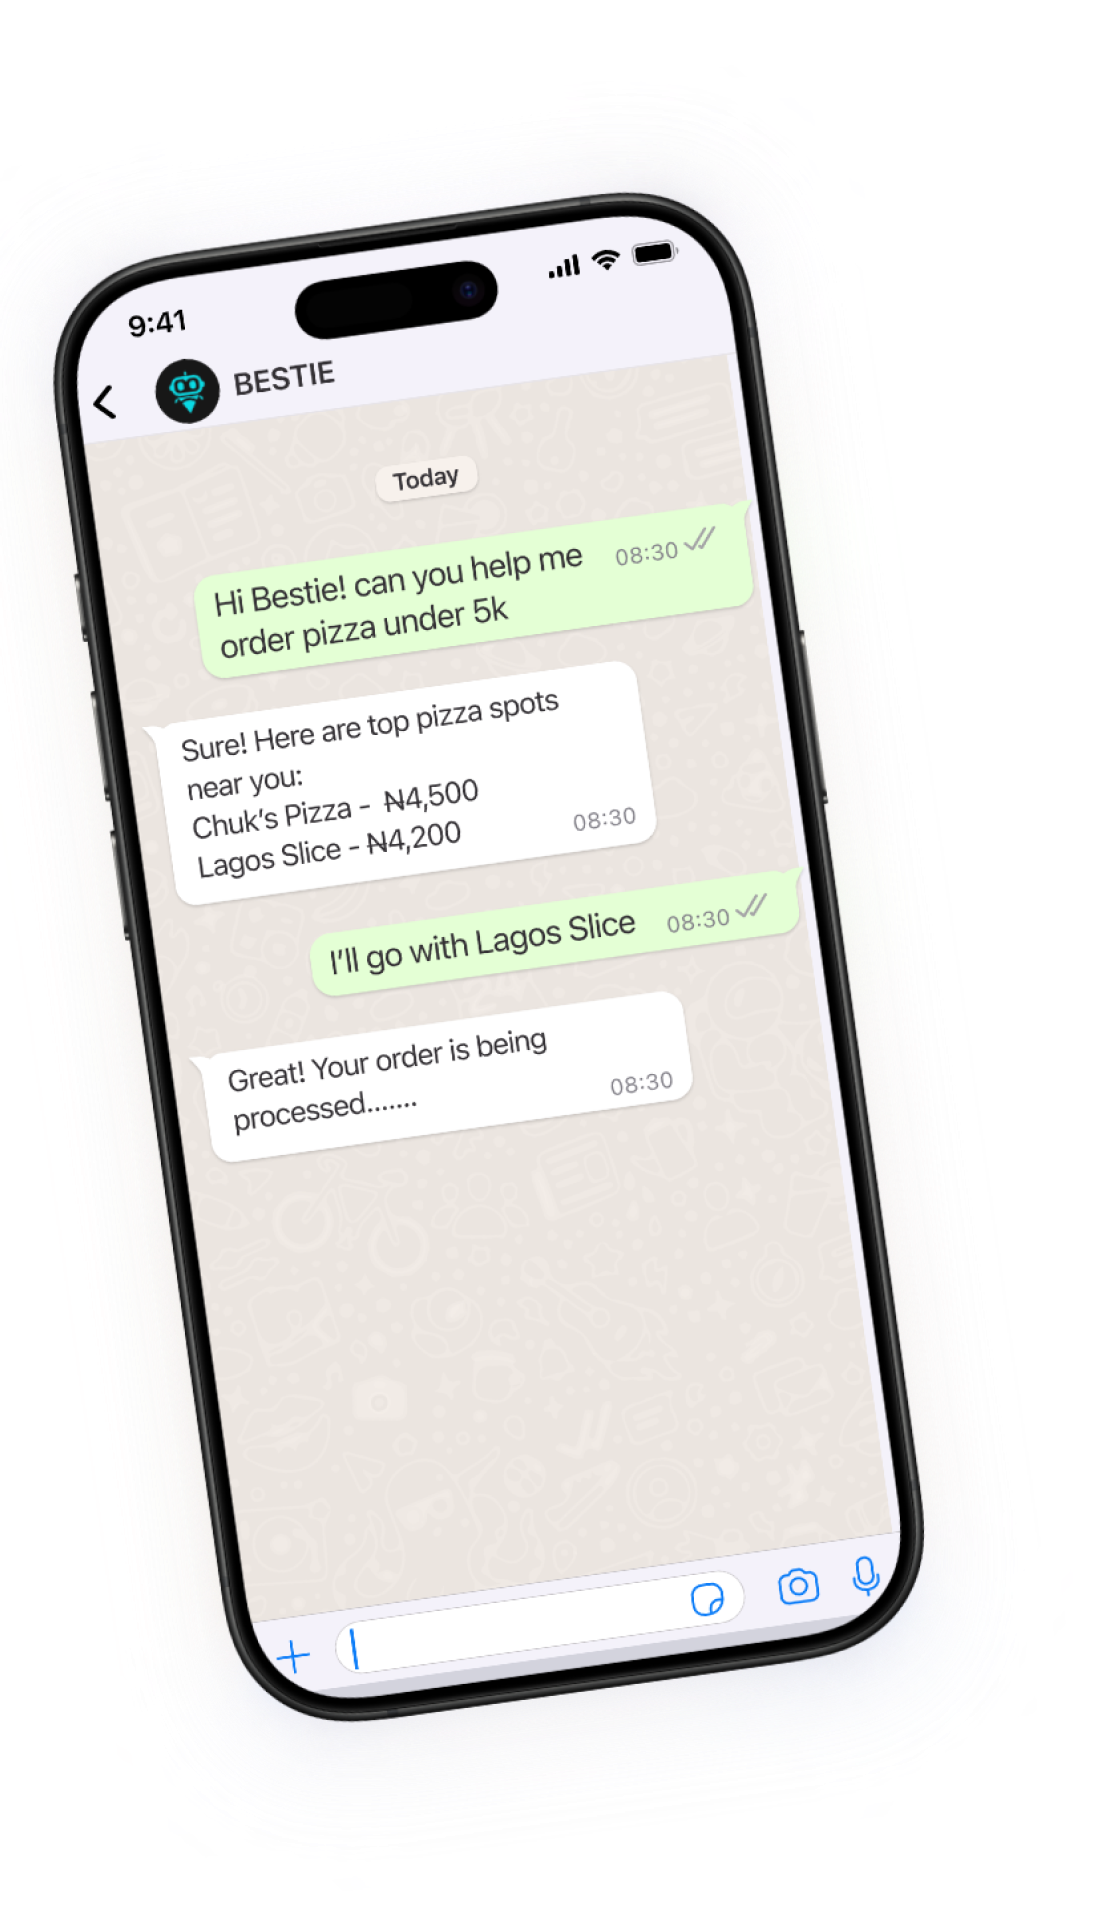 9:41
BESTIE
Today
Hi Bestie! can you help me
order pizza under 5k
08:30
Sure! Here are top pizza spots
near you:
Chuk’s Pizza - ₦4,500
Lagos Slice - ₦4,200
08:30
I’ll go with Lagos Slice
08:30
Great! Your order is being
processed.......
08:30